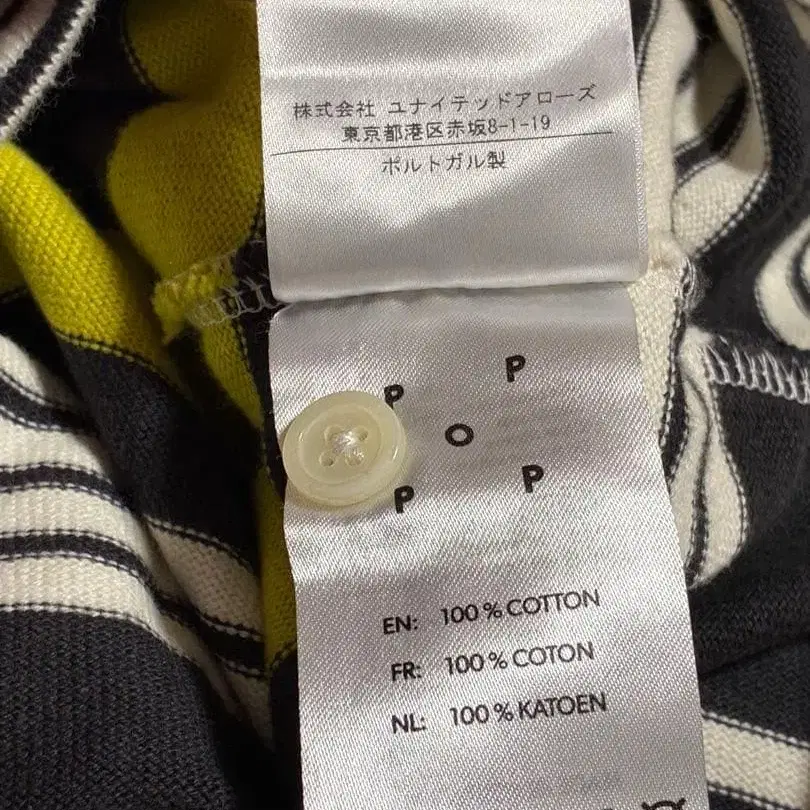 株式会社 ユナイテッドアローズ
東京都港区赤坂8-1-19
ポルトガル製
P P
O
P P
EN: 100 % COTTON
FR: 100 % COTON
NL: 100 % KATOEN